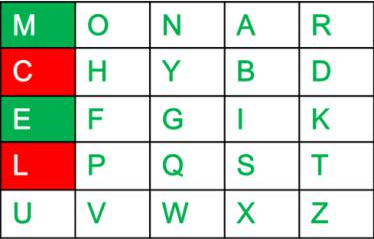 M O N A R
C H Y B D
E F G I K
L P Q S T
U V W X Z